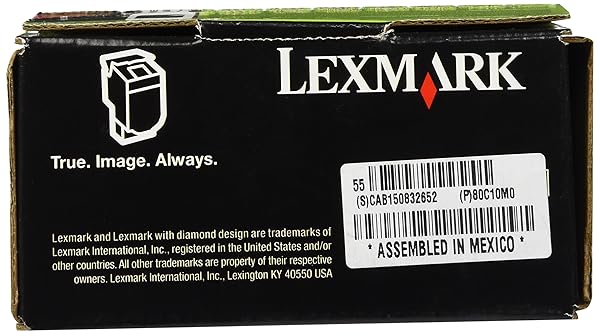 LEXMARK
True. Image. Always.
Lexmark and Lexmark with diamond design are trademarks of
Lexmark International, Inc., registered in the United States and/or
other countries. All other trademarks are property of their respective
owners. Lexmark International, Inc., Lexington KY 40550 USA
55
(S)CAB150832652 (P)80C10M0
* ASSEMBLED IN MEXICO *